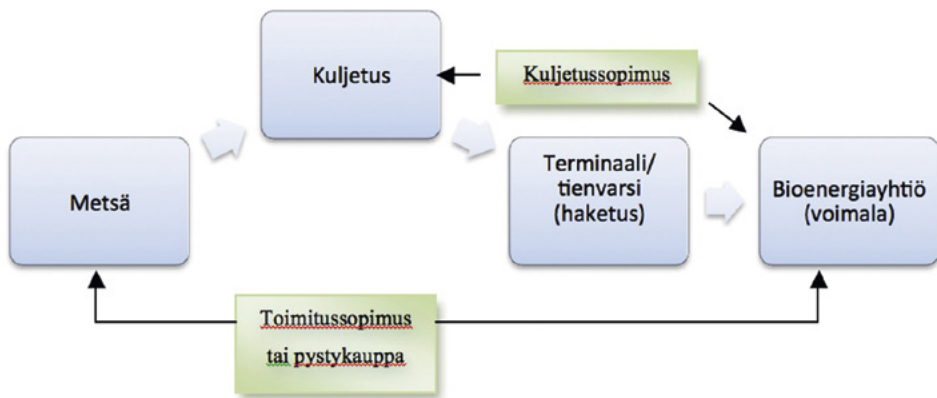 Kuljetus
Kuljetussopimus
Metsä
Terminaali/
tienvarsi
(haketus)
Bioenergiayhtiö
(voimala)
Toimitussopimus
tai pystykauppa